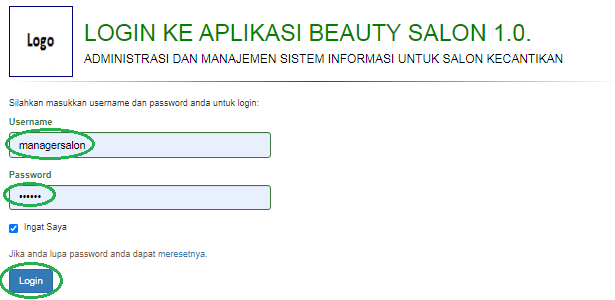 Logo
LOGIN KE APLIKASI BEAUTY SALON 1.0.
ADMINISTRASI DAN MANAJEMEN SISTEM INFORMASI UNTUK SALON KECANTIKAN
Silahkan masukkan username dan password anda untuk login:
Username
managersalon
Password
••••••
Ingat Saya
Jika anda lupa password anda dapat meresetnya.
Login